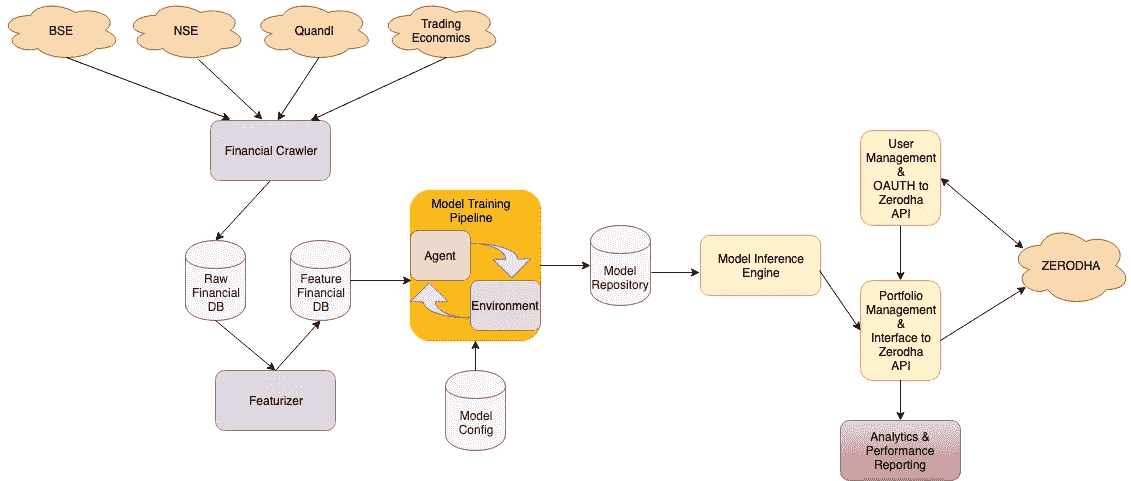 BSE
NSE
Quandl
Trading
Economics
Financial Crawler
Raw
Financial
DB
Feature
Financial
DB
Featurizer
Model Training
Pipeline
Agent
Environment
Model
Config
Model
Repository
Model Inference
Engine
User
Management
&
OAUTH to
Zerodha
API
Portfolio
Management
&
Interface to
Zerodha
API
ZERODHA
Analytics &
Performance
Reporting